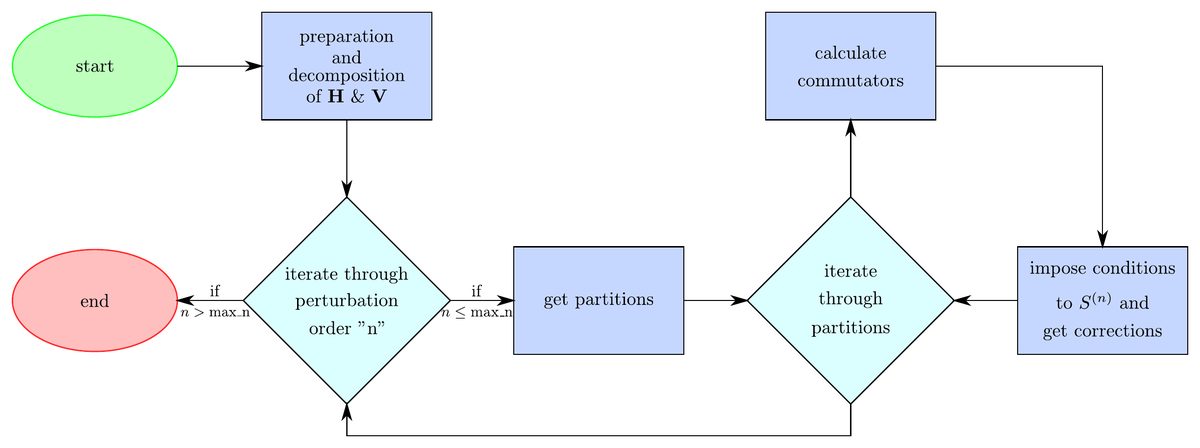 start
preparation
and
decomposition
of H & V
calculate
commutators
end
if
n > max_n
iterate through
perturbation
order "n"
if
n ≤ max_n
get partitions
iterate
through
partitions
impose conditions
to S⁽ⁿ⁾ and
get corrections